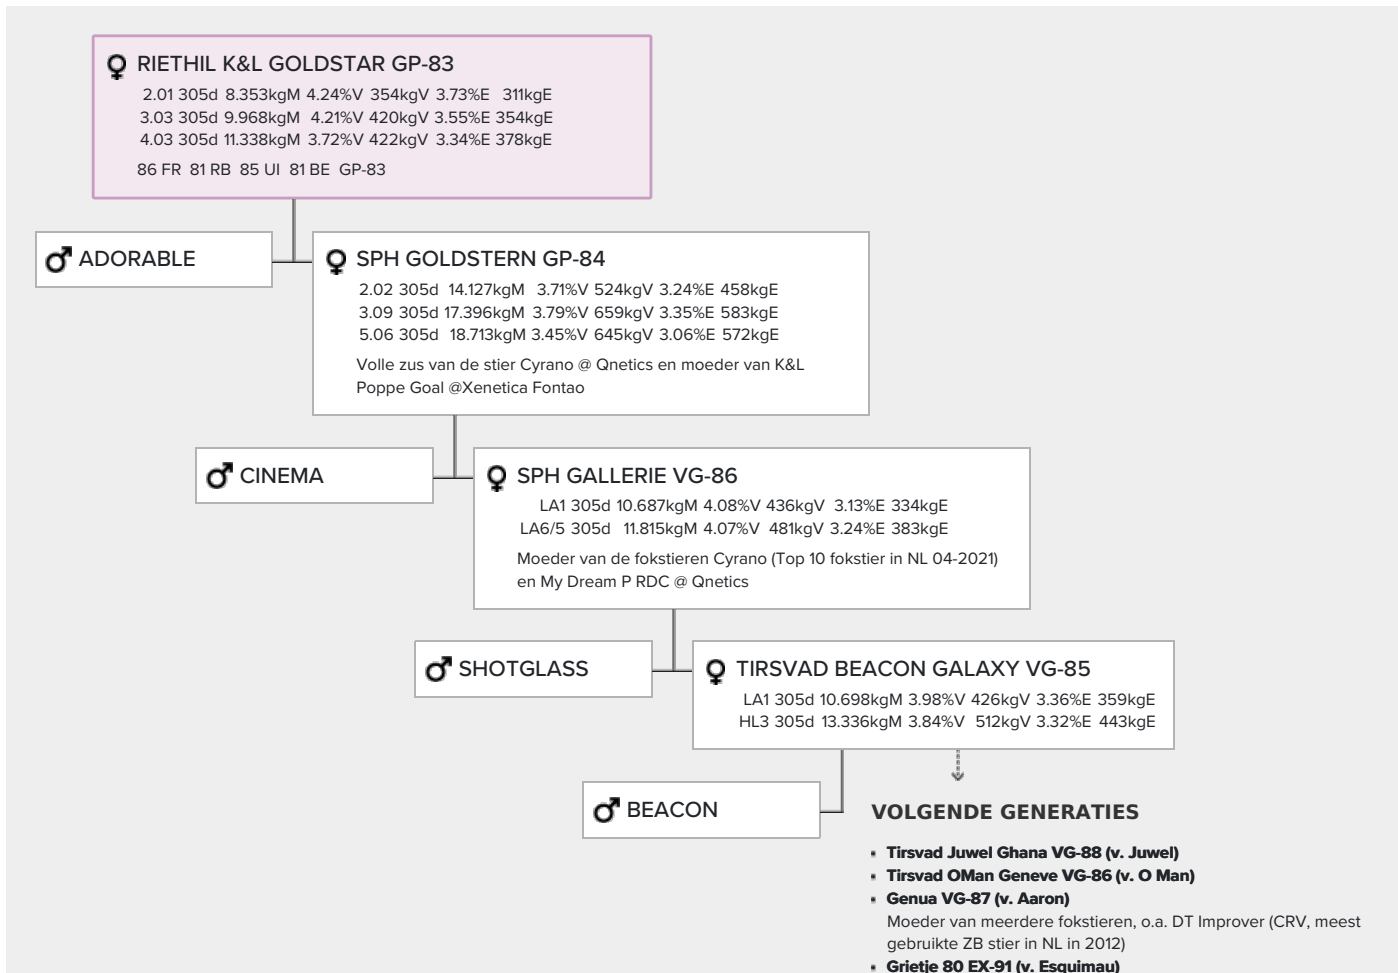 RIETHIL K&L GOLDSTAR GP-83
2.01 305d 8.353kgM 4.24%V 354kgV 3.73%E 311kgE
3.03 305d 9.968kgM 4.21%V 420kgV 3.55%E 354kgE
4.03 305d 11.338kgM 3.72%V 422kgV 3.34%E 378kgE
86 FR 81 RB 85 UI 81 BE GP-83
ADORABLE
SPH GOLDSTERN GP-84
2.02 305d 14.127kgM 3.71%V 524kgV 3.24%E 458kgE
3.09 305d 17.396kgM 3.79%V 659kgV 3.35%E 583kgE
5.06 305d 18.713kgM 3.45%V 645kgV 3.06%E 572kgE
Volle zus van de stier Cyrano @ Qnetics en moeder van K&L
Poppe Goal @Xenetica Fontao
CINEMA
SPH GALLERIE VG-86
LA1 305d 10.687kgM 4.08%V 436kgV 3.13%E 334kgE
LA6/5 305d 11.815kgM 4.07%V 481kgV 3.24%E 383kgE
Moeder van de fokstieren Cyrano (Top 10 fokstier in NL 04-2021)
en My Dream P RDC @ Qnetics
SHOTGLASS
TIRSVAD BEACON GALAXY VG-85
LA1 305d 10.698kgM 3.98%V 426kgV 3.36%E 359kgE
HL3 305d 13.336kgM 3.84%V 512kgV 3.32%E 443kgE
BEACON
VOLGENDE GENERATIES
▪ Tirsvad Juwel Ghana VG-88 (v. Juwel)
▪ Tirsvad OMan Geneve VG-86 (v. O Man)
▪ Genua VG-87 (v. Aaron)
Moeder van meerdere fokstieren, o.a. DT Improver (CRV, meest
gebruikte ZB stier in NL in 2012)
▪ Grietje 80 EX-91 (v. Esquimau)